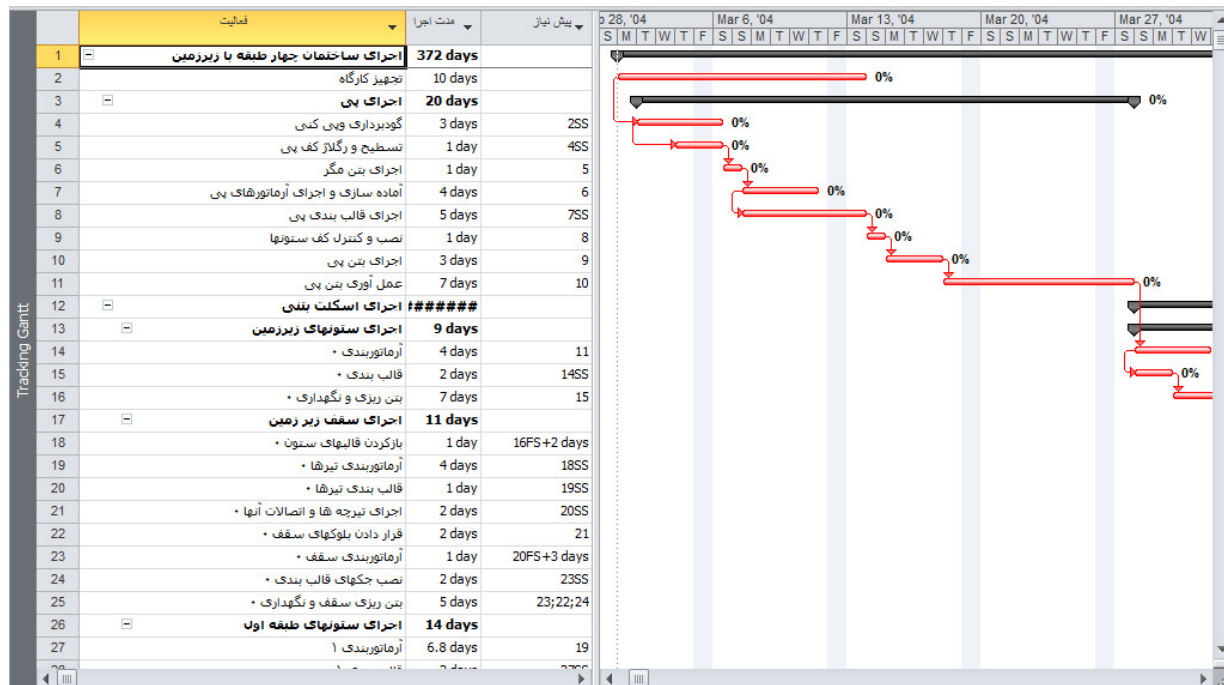 فعالیت مدت اجرا پیش نیاز 28, '04 Mar 6, '04 Mar 13, '04 Mar 20, '04 Mar 27, '04
S M T W T F S S M T W T F S S M T W T F S S M T W T F S S M T W
1 اجرای ساختمان چهار طبقه با زیرزمین 372 days
2 تجهیز کارگاه 10 days 0%
3 اجرای پی 20 days 0%
4 گودبرداری وپی کنی 3 days 2SS 0%
5 تسطیح و رگلاژ کف پی 1 day 4SS 0%
6 اجرای بتن مگر 1 day 5 0%
7 آماده سازی و اجرای آرماتورهای پی 4 days 6 0%
8 اجرای قالب بندی پی 5 days 7SS 0%
9 نصب و کنترل کف ستونها 1 day 8 0%
10 اجرای بتن پی 3 days 9 0%
11 عمل آوری بتن پی 7 days 10 0%
12 اجرای اسکلت بتنی #######
13 اجرای ستونهای زیرزمین 9 days
14 آرماتوربندی ۰ 4 days 11
15 قالب بندی ۰ 2 days 14SS 0%
16 بتن ریزی و نگهداری ۰ 7 days 15
17 اجرای سقف زیر زمین 11 days
18 بازکردن قالبهای ستون ۰ 1 day 16FS+2 days
19 آرماتوربندی تیرها ۰ 4 days 18SS
20 قالب بندی تیرها ۰ 1 day 19SS
21 اجرای تیرچه ها و اتصالات آنها ۰ 2 days 20SS
22 قرار دادن بلوکهای سقف ۰ 2 days 21
23 آرماتوربندی سقف ۰ 1 day 20FS+3 days
24 نصب جکهای قالب بندی ۰ 2 days 23SS
25 بتن ریزی سقف و نگهداری ۰ 5 days 23;22;24
26 اجرای ستونهای طبقه اول 14 days
27 آرماتوربندی ۱ 6.8 days 19
Tracking Gantt